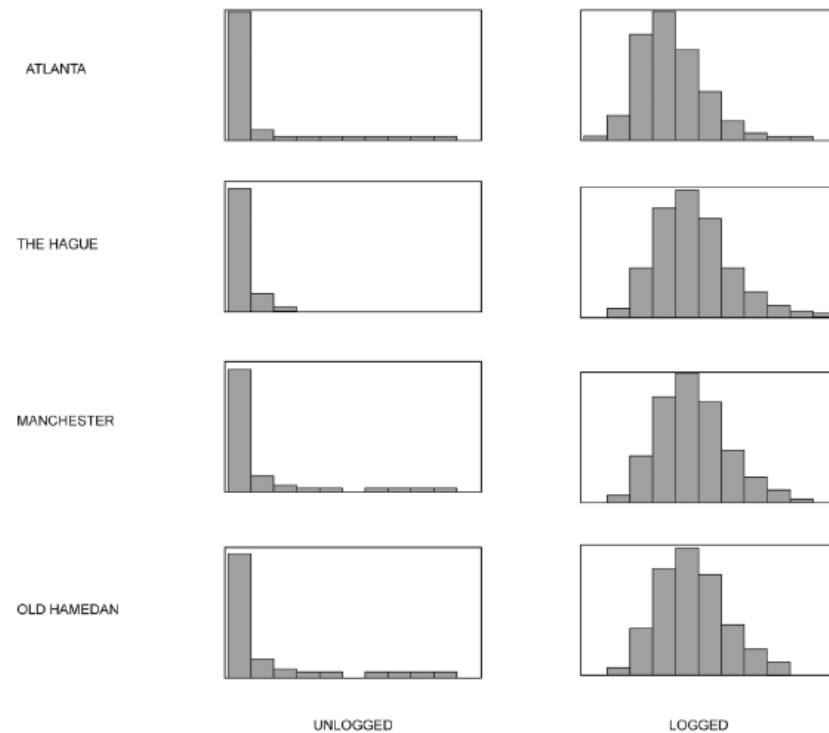 ATLANTA
THE HAGUE
MANCHESTER
OLD HAMEDAN
UNLOGGED
LOGGED